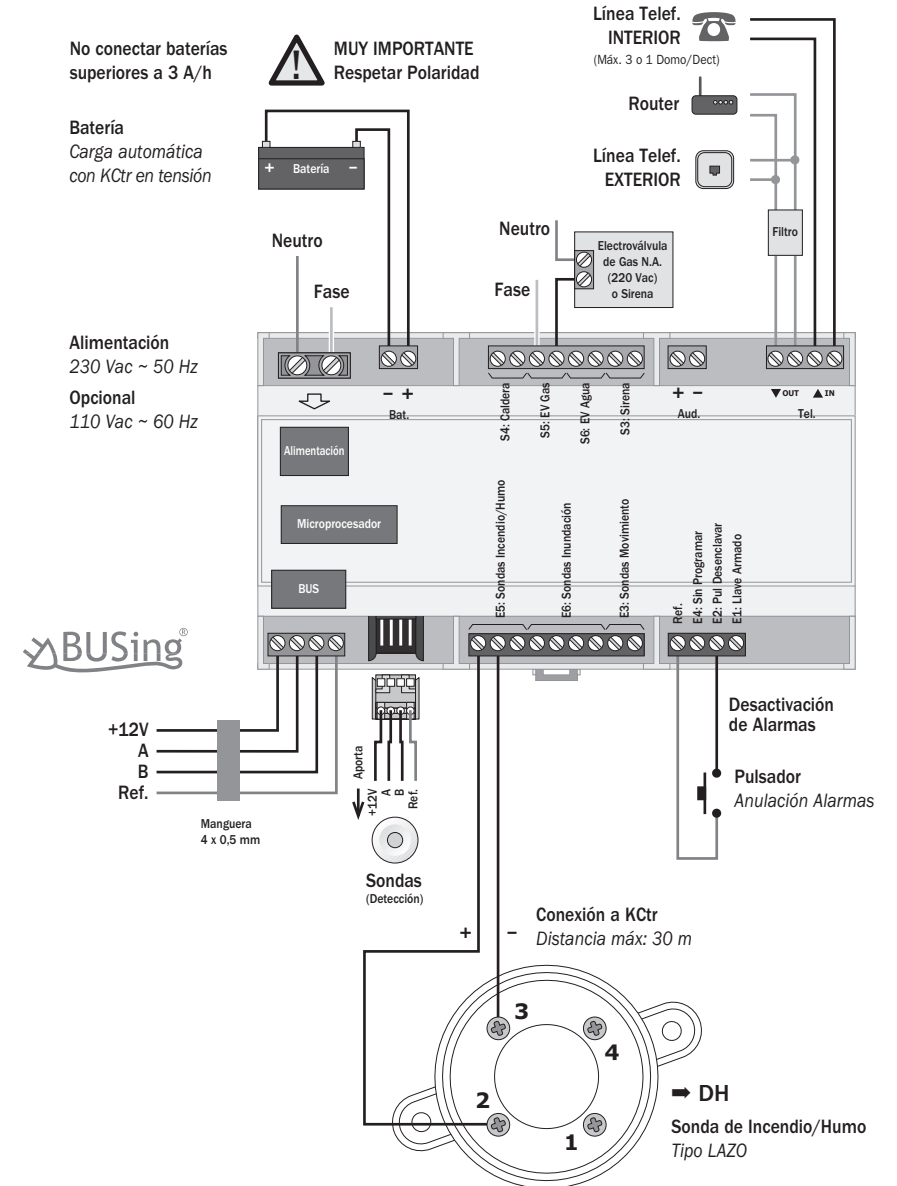 No conectar baterías
superiores a 3 A/h
!
MUY IMPORTANTE
Respetar Polaridad
Línea Telef.
INTERIOR
(Máx. 3 o 1 Domo/Dect)
Router
Línea Telef.
EXTERIOR
Filtro
Batería
Carga automática
con KCtr en tensión
+ Batería –
Neutro
Fase
Neutro
Fase
Electroválvula
de Gas N.A.
(220 Vac)
o Sirena
Alimentación
230 Vac ~ 50 Hz
Opcional
110 Vac ~ 60 Hz
– +
Bat.
S4: Caldera
S5: EV Gas
S6: EV Agua
S3: Sirena
+ –
Aud.
▼OUT ▲IN
Tel.
Alimentación
Microprocesador
BUS
E5: Sondas Incendio/Humo
E6: Sondas Inundación
E3: Sondas Movimiento
Ref.
E4: Sin Programar
E2: Pul Desenclavar
E1: Llave Armado
BUSing®
+12V
A
B
Ref.
Manguera
4 x 0,5 mm
Aporta
+12V
A
B
Ref.
Sondas
(Detección)
Desactivación
de Alarmas
Pulsador
Anulación Alarmas
+ –
Conexión a KCtr
Distancia máx: 30 m
3
4
2
1
➡ DH
Sonda de Incendio/Humo
Tipo LAZO